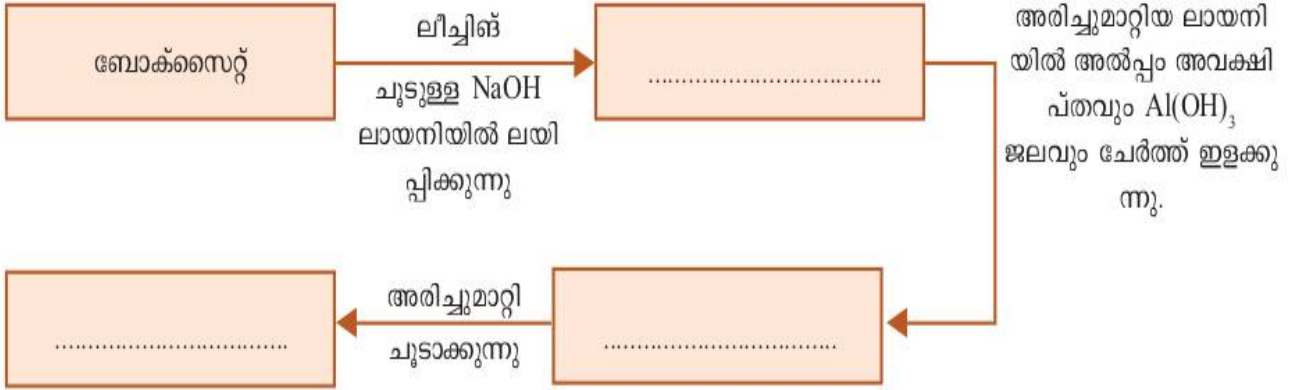 ബോക്സൈറ്റ്
ലീച്ചിങ്
ചൂടുള്ള NaOH
ലായനിയിൽ ലയി
പ്പിക്കുന്നു
..................................
അരിച്ചുമാറ്റിയ ലായനി
യിൽ അൽപ്പം അവക്ഷി
പ്തവും Al(OH)₃
ജലവും ചേർത്ത് ഇളക്കു
ന്നു.
..................................
അരിച്ചുമാറ്റി
ചൂടാക്കുന്നു
..................................